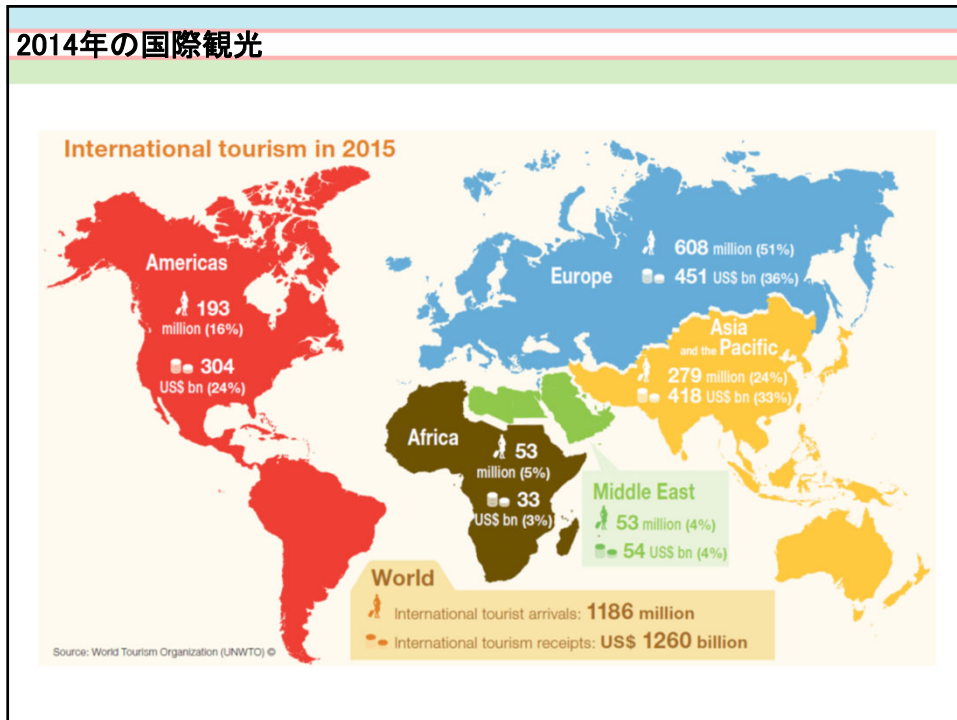 2014年の国際観光
International tourism in 2015
Americas
193
million (16%)
304
US$ bn (24%)
Europe
608 million (51%)
451 US$ bn (36%)
Asia
and the Pacific
279 million (24%)
418 US$ bn (33%)
Africa
53
million (5%)
33
US$ bn (3%)
Middle East
53 million (4%)
54 US$ bn (4%)
World
International tourist arrivals: 1186 million
International tourism receipts: US$ 1260 billion
Source: World Tourism Organization (UNWTO) ©